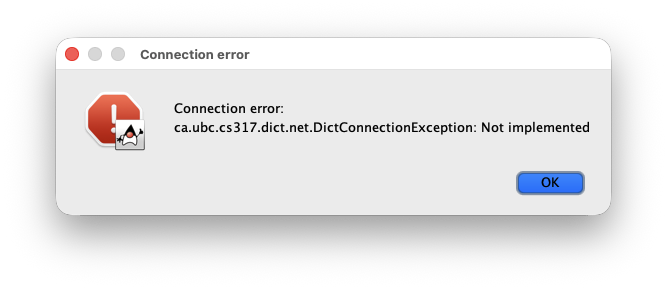 Connection error
Connection error:
ca.ubc.cs317.dict.net.DictConnectionException: Not implemented
OK